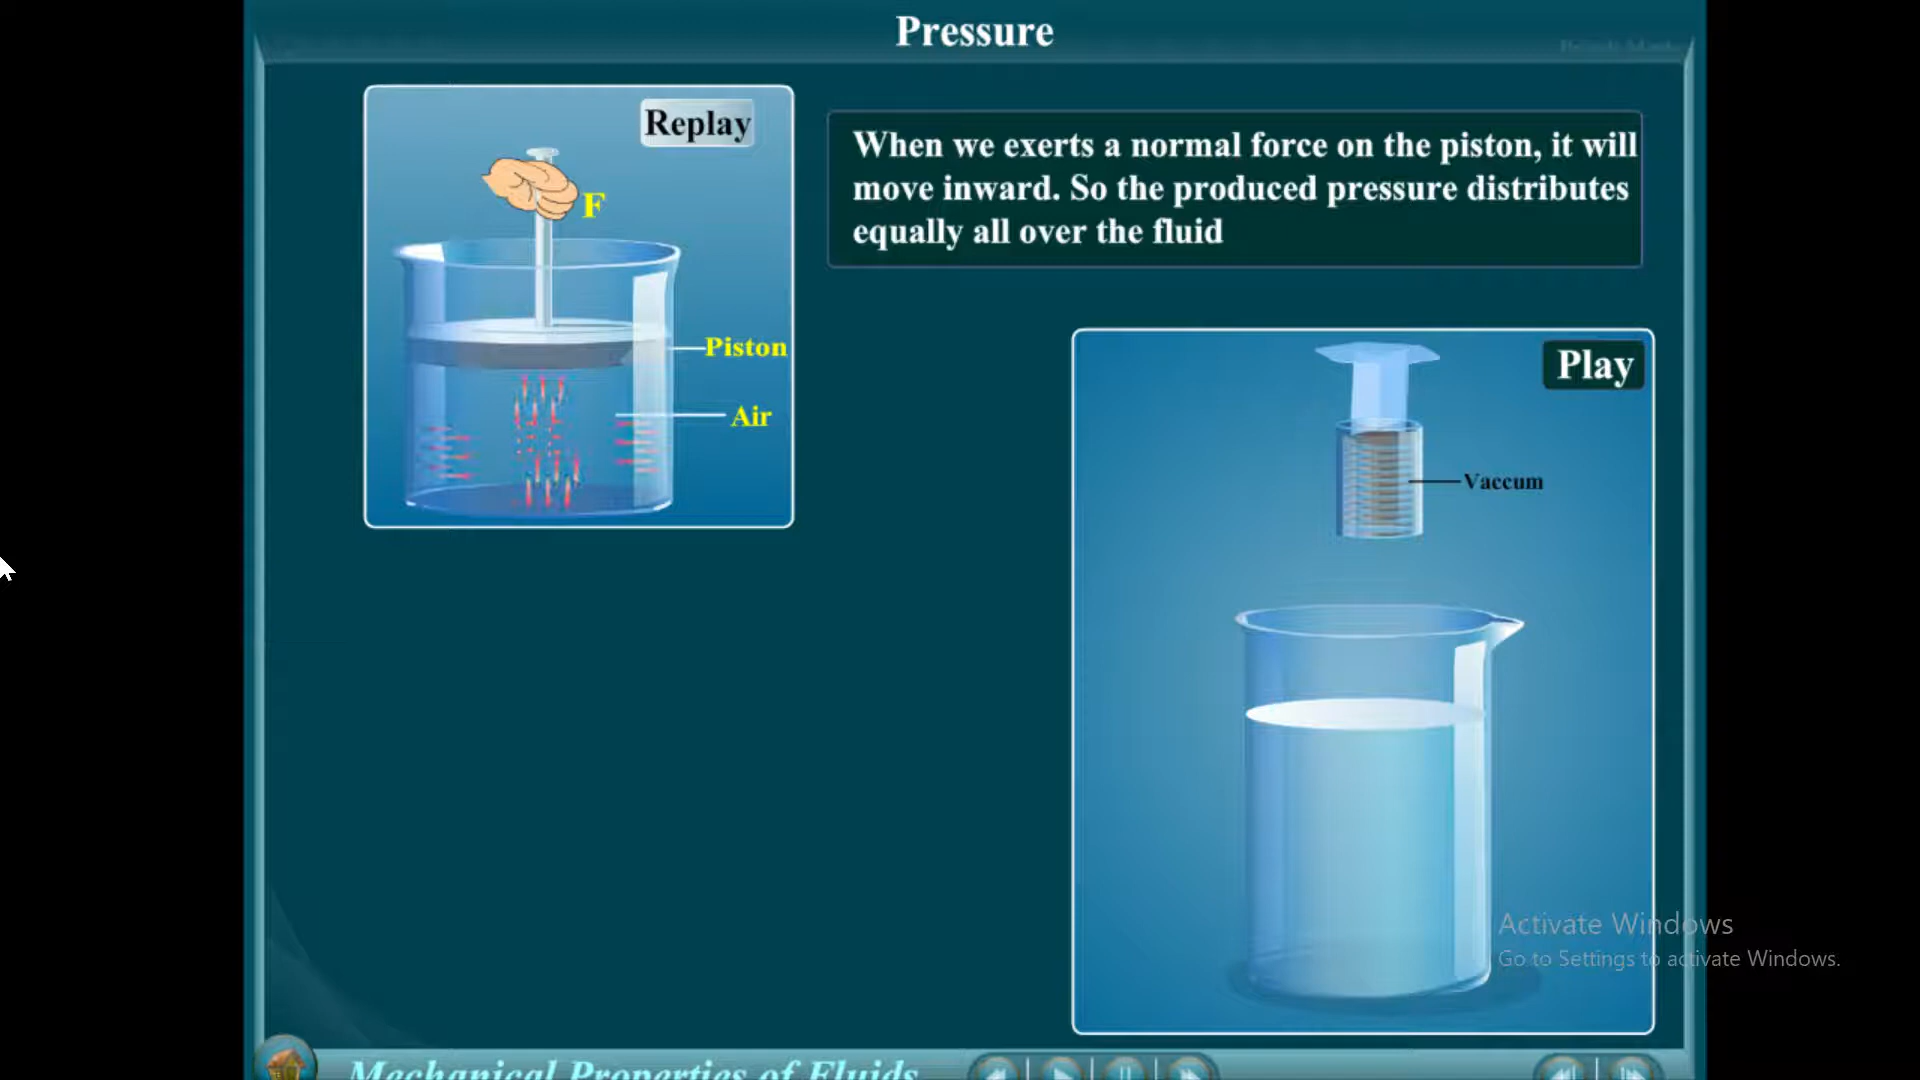 Pressure
Replay
F
Piston
Air
When we exerts a normal force on the piston, it will
move inward. So the produced pressure distributes
equally all over the fluid
Play
Vaccum
Activate Windows
Go to Settings to activate Windows.
Mechanical Properties of Fluids